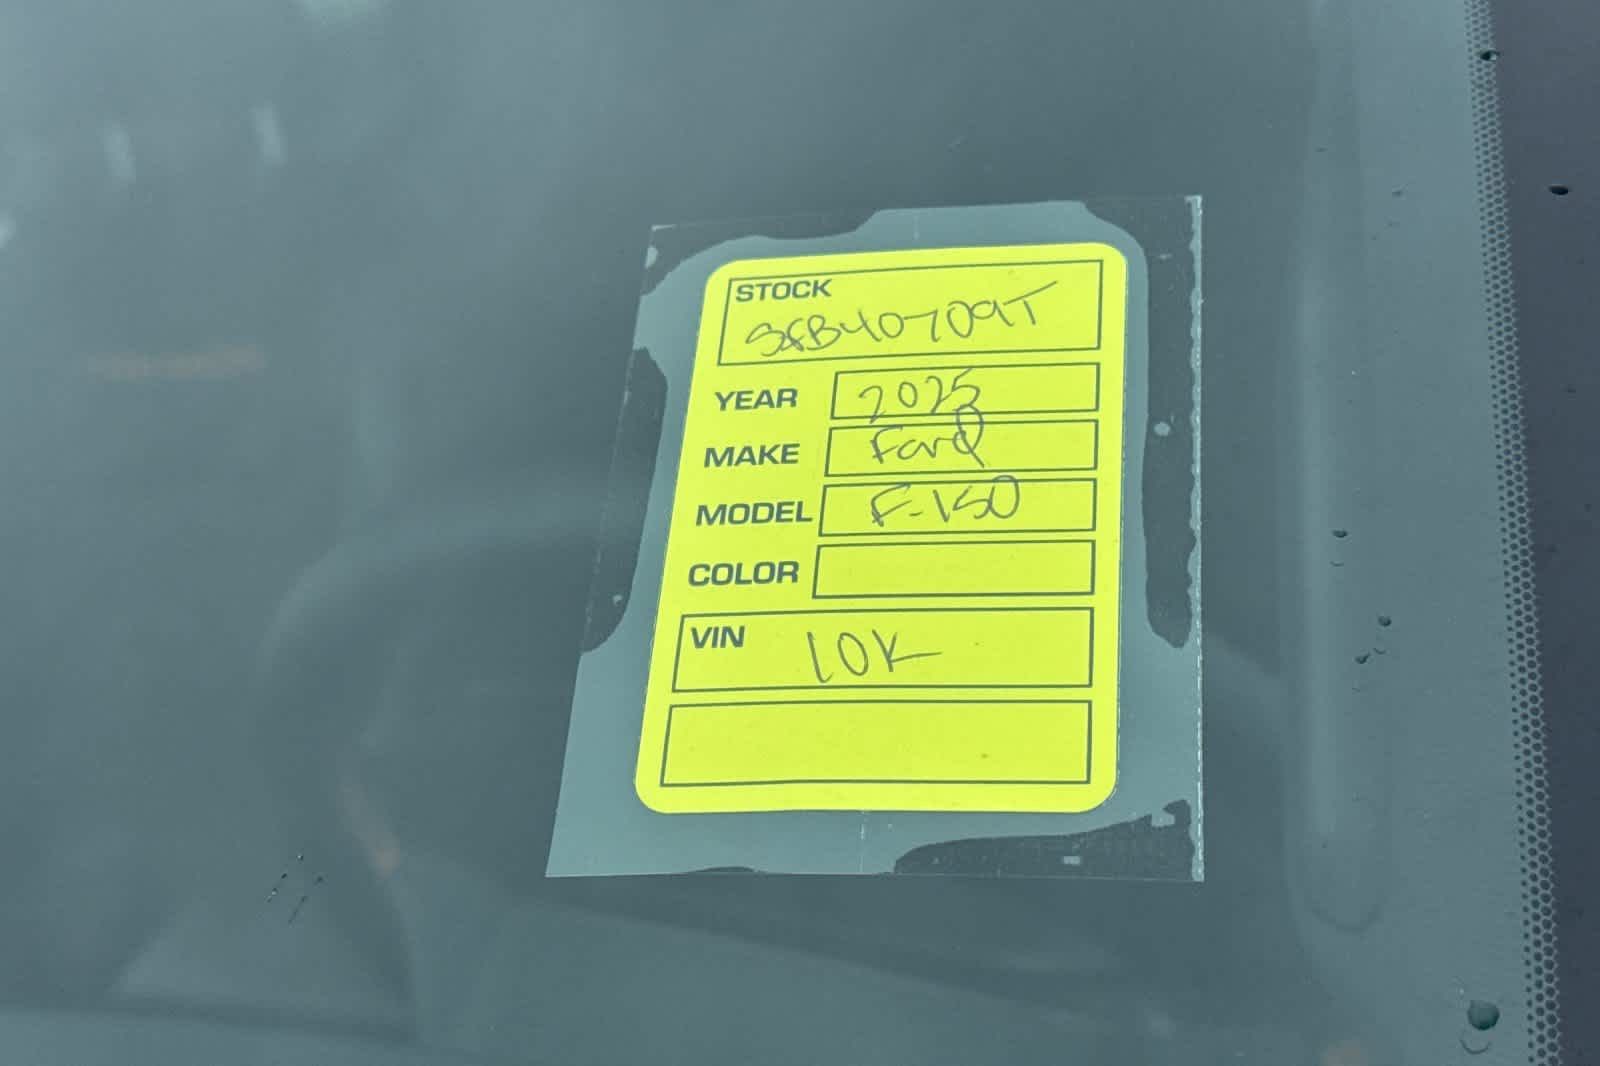 STOCK
SFB40709T
YEAR 2025
MAKE Ford
MODEL F-150
COLOR
VIN 10K